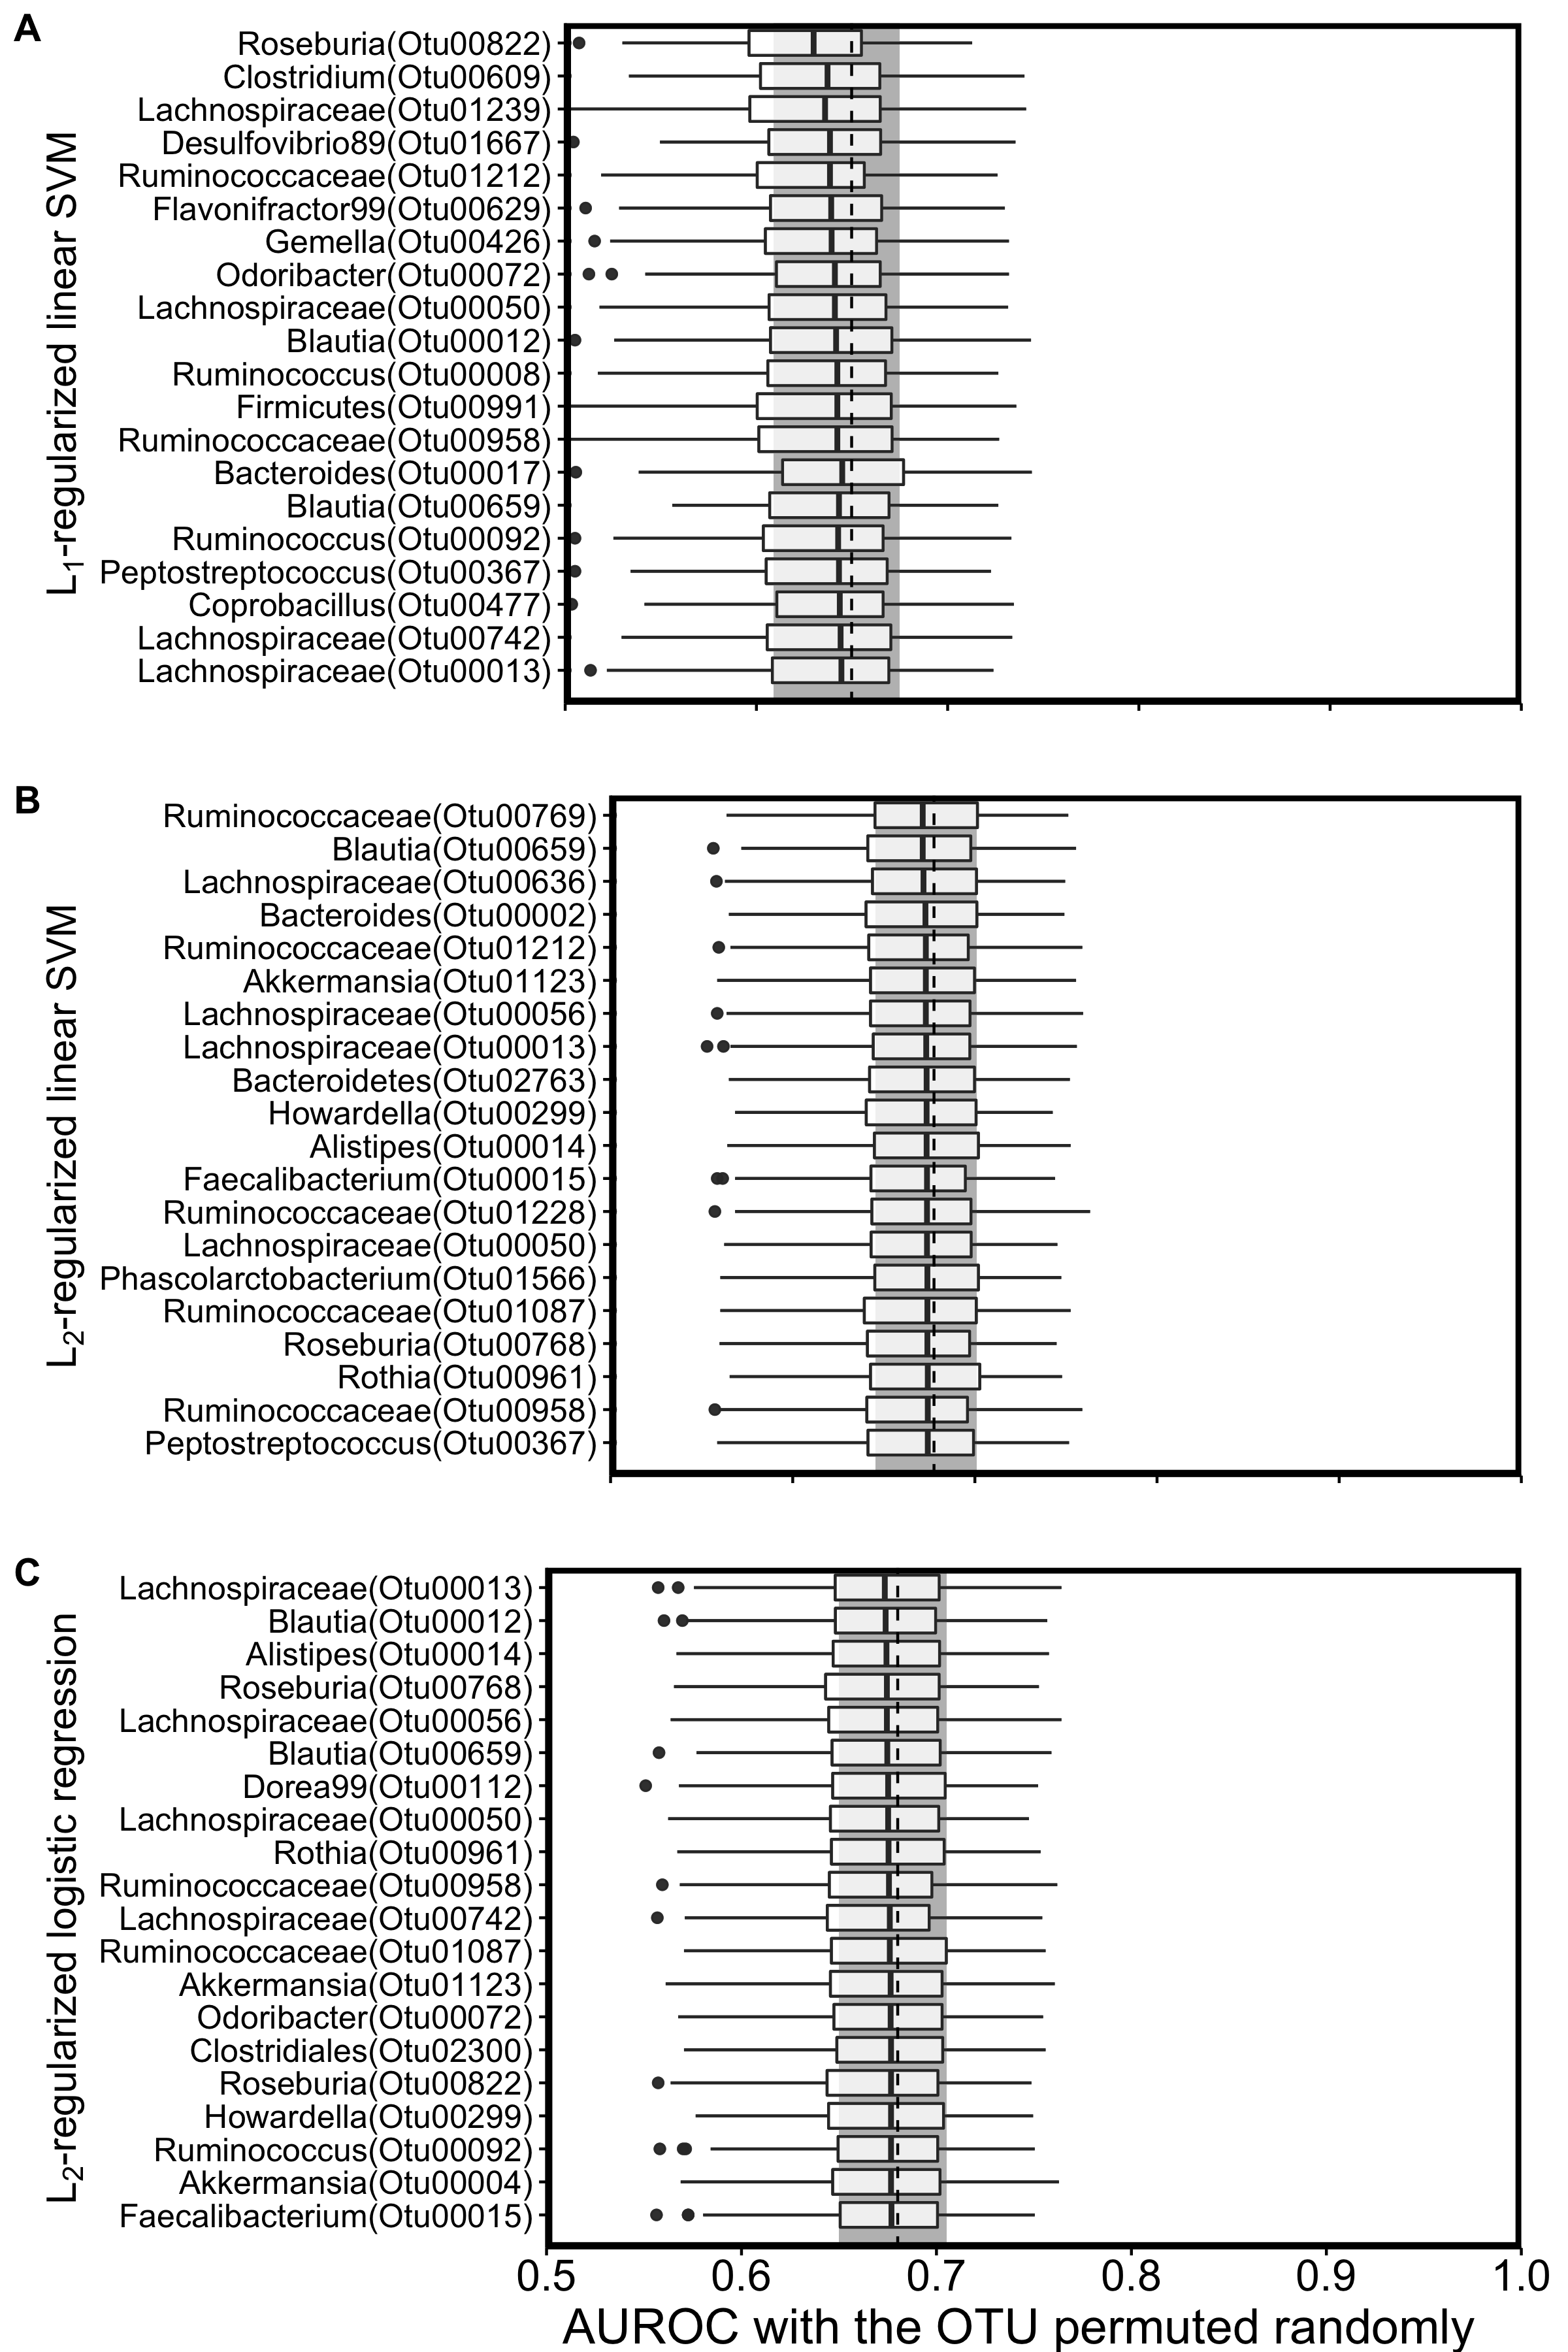 A
Roseburia(Otu00822)
Clostridium(Otu00609)
Lachnospiraceae(Otu01239)
Desulfovibrio89(Otu01667)
Ruminococcaceae(Otu01212)
Flavonifractor99(Otu00629)
Gemella(Otu00426)
Odoribacter(Otu00072)
Lachnospiraceae(Otu00050)
Blautia(Otu00012)
Ruminococcus(Otu00008)
Firmicutes(Otu00991)
Ruminococcaceae(Otu00958)
Bacteroides(Otu00017)
Blautia(Otu00659)
Ruminococcus(Otu00092)
Peptostreptococcus(Otu00367)
Coprobacillus(Otu00477)
Lachnospiraceae(Otu00742)
Lachnospiraceae(Otu00013)
L1-regularized linear SVM
B
Ruminococcaceae(Otu00769)
Blautia(Otu00659)
Lachnospiraceae(Otu00636)
Bacteroides(Otu00002)
Ruminococcaceae(Otu01212)
Akkermansia(Otu01123)
Lachnospiraceae(Otu00056)
Lachnospiraceae(Otu00013)
Bacteroidetes(Otu02763)
Howardella(Otu00299)
Alistipes(Otu00014)
Faecalibacterium(Otu00015)
Ruminococcaceae(Otu01228)
Lachnospiraceae(Otu00050)
Phascolarctobacterium(Otu01566)
Ruminococcaceae(Otu01087)
Roseburia(Otu00768)
Rothia(Otu00961)
Ruminococcaceae(Otu00958)
Peptostreptococcus(Otu00367)
L2-regularized linear SVM
C
Lachnospiraceae(Otu00013)
Blautia(Otu00012)
Alistipes(Otu00014)
Roseburia(Otu00768)
Lachnospiraceae(Otu00056)
Blautia(Otu00659)
Dorea99(Otu00112)
Lachnospiraceae(Otu00050)
Rothia(Otu00961)
Ruminococcaceae(Otu00958)
Lachnospiraceae(Otu00742)
Ruminococcaceae(Otu01087)
Akkermansia(Otu01123)
Odoribacter(Otu00072)
Clostridiales(Otu02300)
Roseburia(Otu00822)
Howardella(Otu00299)
Ruminococcus(Otu00092)
Akkermansia(Otu00004)
Faecalibacterium(Otu00015)
L2-regularized logistic regression
0.5 0.6 0.7 0.8 0.9 1.0
AUROC with the OTU permuted randomly